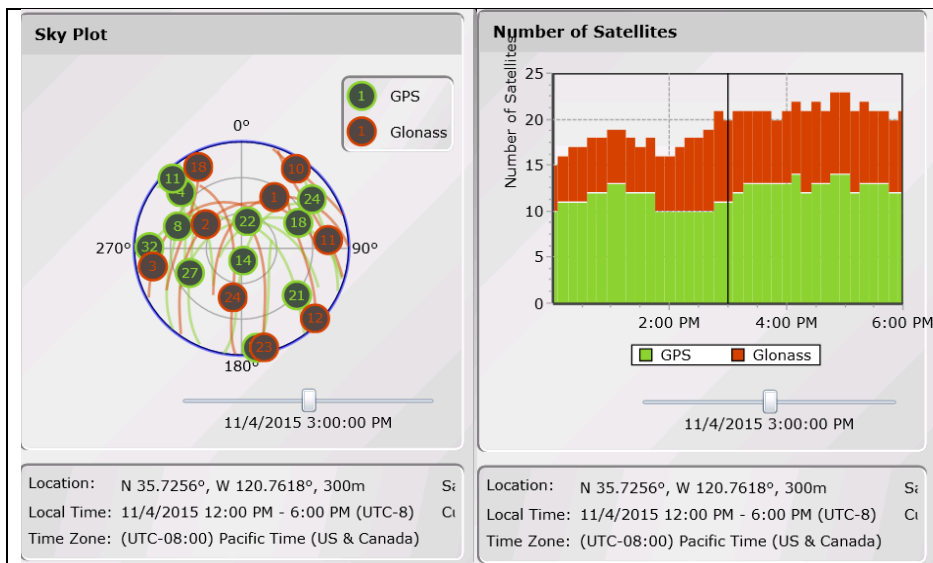 Sky Plot
1 GPS
1 Glonass
0°
18
10
11
4
1
24
22
18
8
2
11
270°
32
90°
3
14
27
24
21
12
23
180°
11/4/2015 3:00:00 PM
Location: N 35.7256°, W 120.7618°, 300m
Local Time: 11/4/2015 12:00 PM - 6:00 PM (UTC-8)
Time Zone: (UTC-08:00) Pacific Time (US & Canada)
Number of Satellites
Number of Satellites
25
20
15
10
5
0
2:00 PM 4:00 PM 6:00 PM
GPS Glonass
11/4/2015 3:00:00 PM
Location: N 35.7256°, W 120.7618°, 300m
Local Time: 11/4/2015 12:00 PM - 6:00 PM (UTC-8)
Time Zone: (UTC-08:00) Pacific Time (US & Canada)